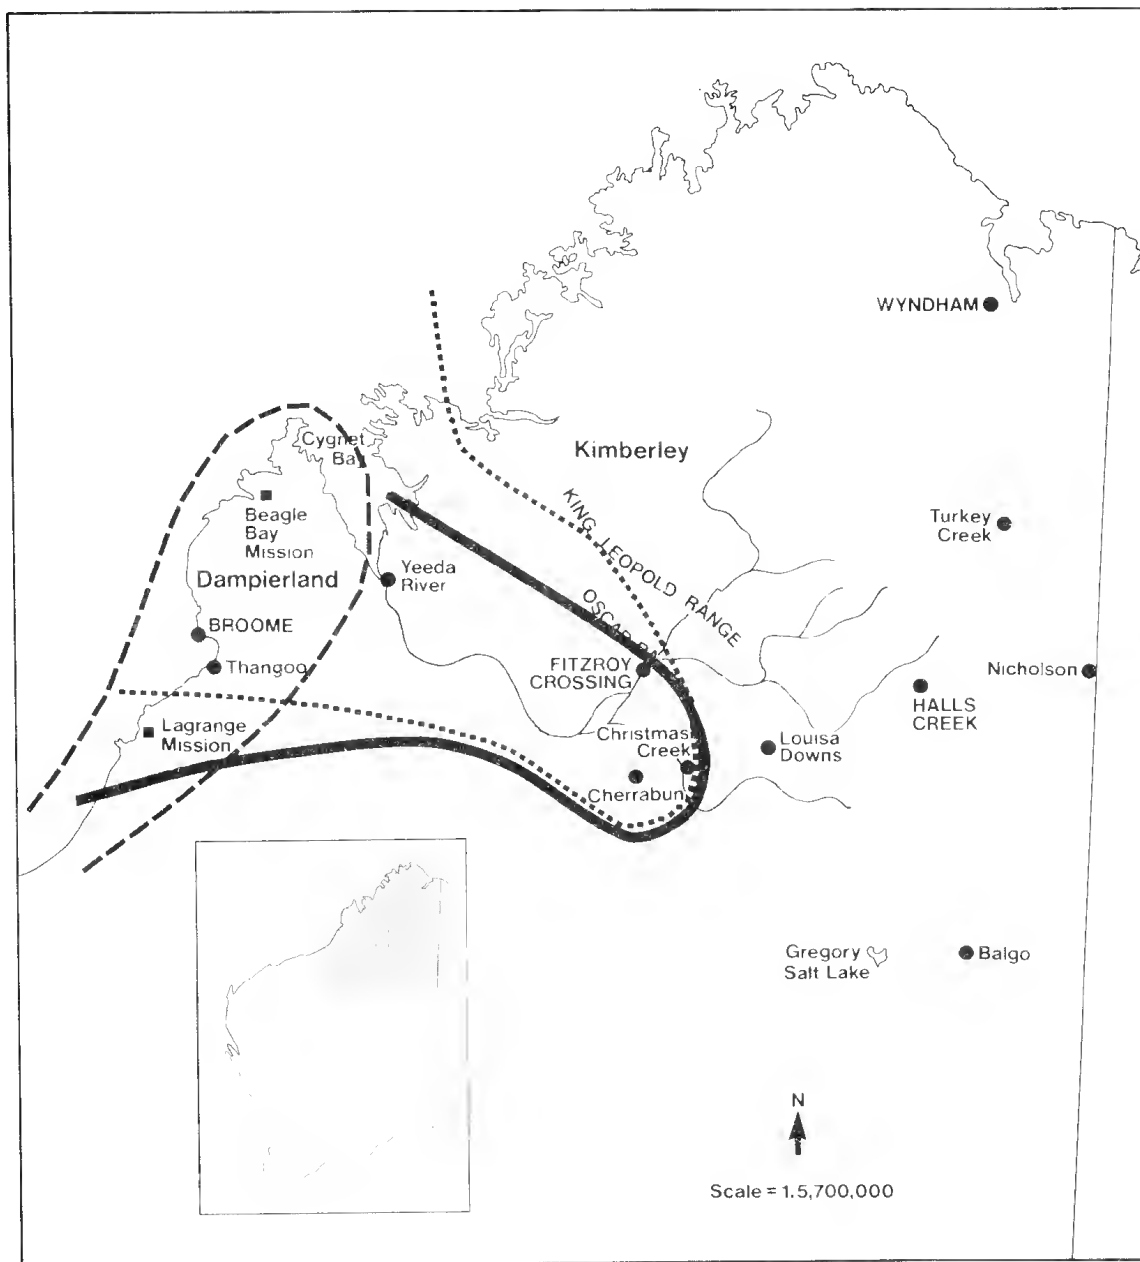 WYNDHAM
Kimberley
Cygnet
Bay
KING LEOPOLD RANGE
Beagle
Bay
Mission
Turkey
Creek
Yeeda
River
Dampierland
OSCAR
BROOME
FITZROY
CROSSING
Thangoo
Nicholson
HALLS
CREEK
Lagrange
Mission
Christmas
Creek
Louisa
Downs
Cherrabun
Gregory
Salt Lake
Balgo
N
Scale = 1.5,700,000